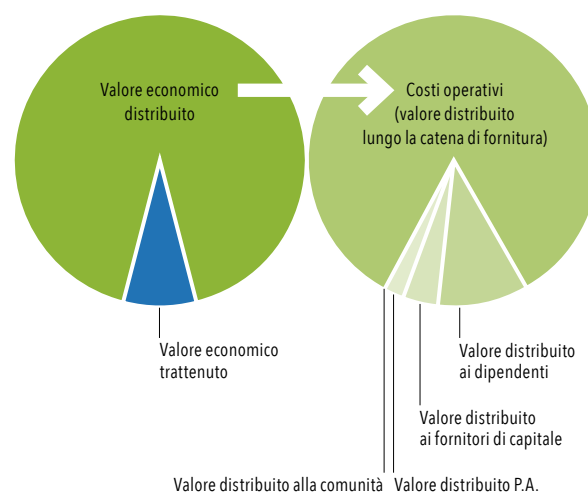 Valore economico
distribuito
Costi operativi
(valore distribuito
lungo la catena di fornitura)
Valore economico
trattenuto
Valore distribuito
ai dipendenti
Valore distribuito
ai fornitori di capitale
Valore distribuito alla comunità
Valore distribuito P.A.